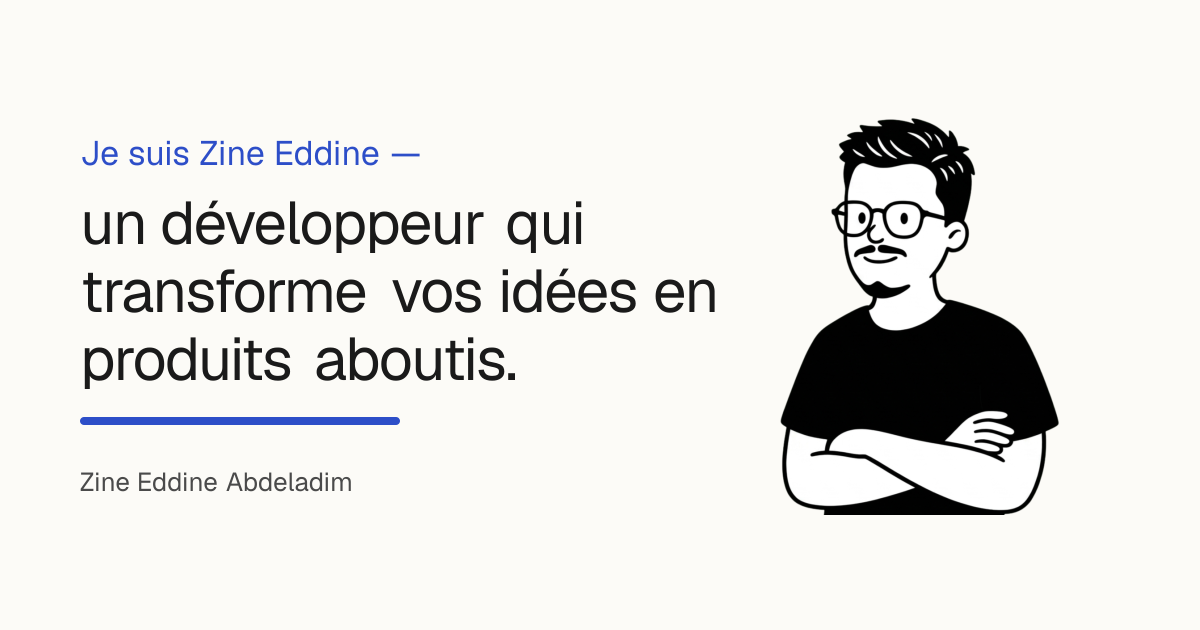 Je suis Zine Eddine —
un développeur qui
transforme vos idées en
produits aboutis.
Zine Eddine Abdeladim